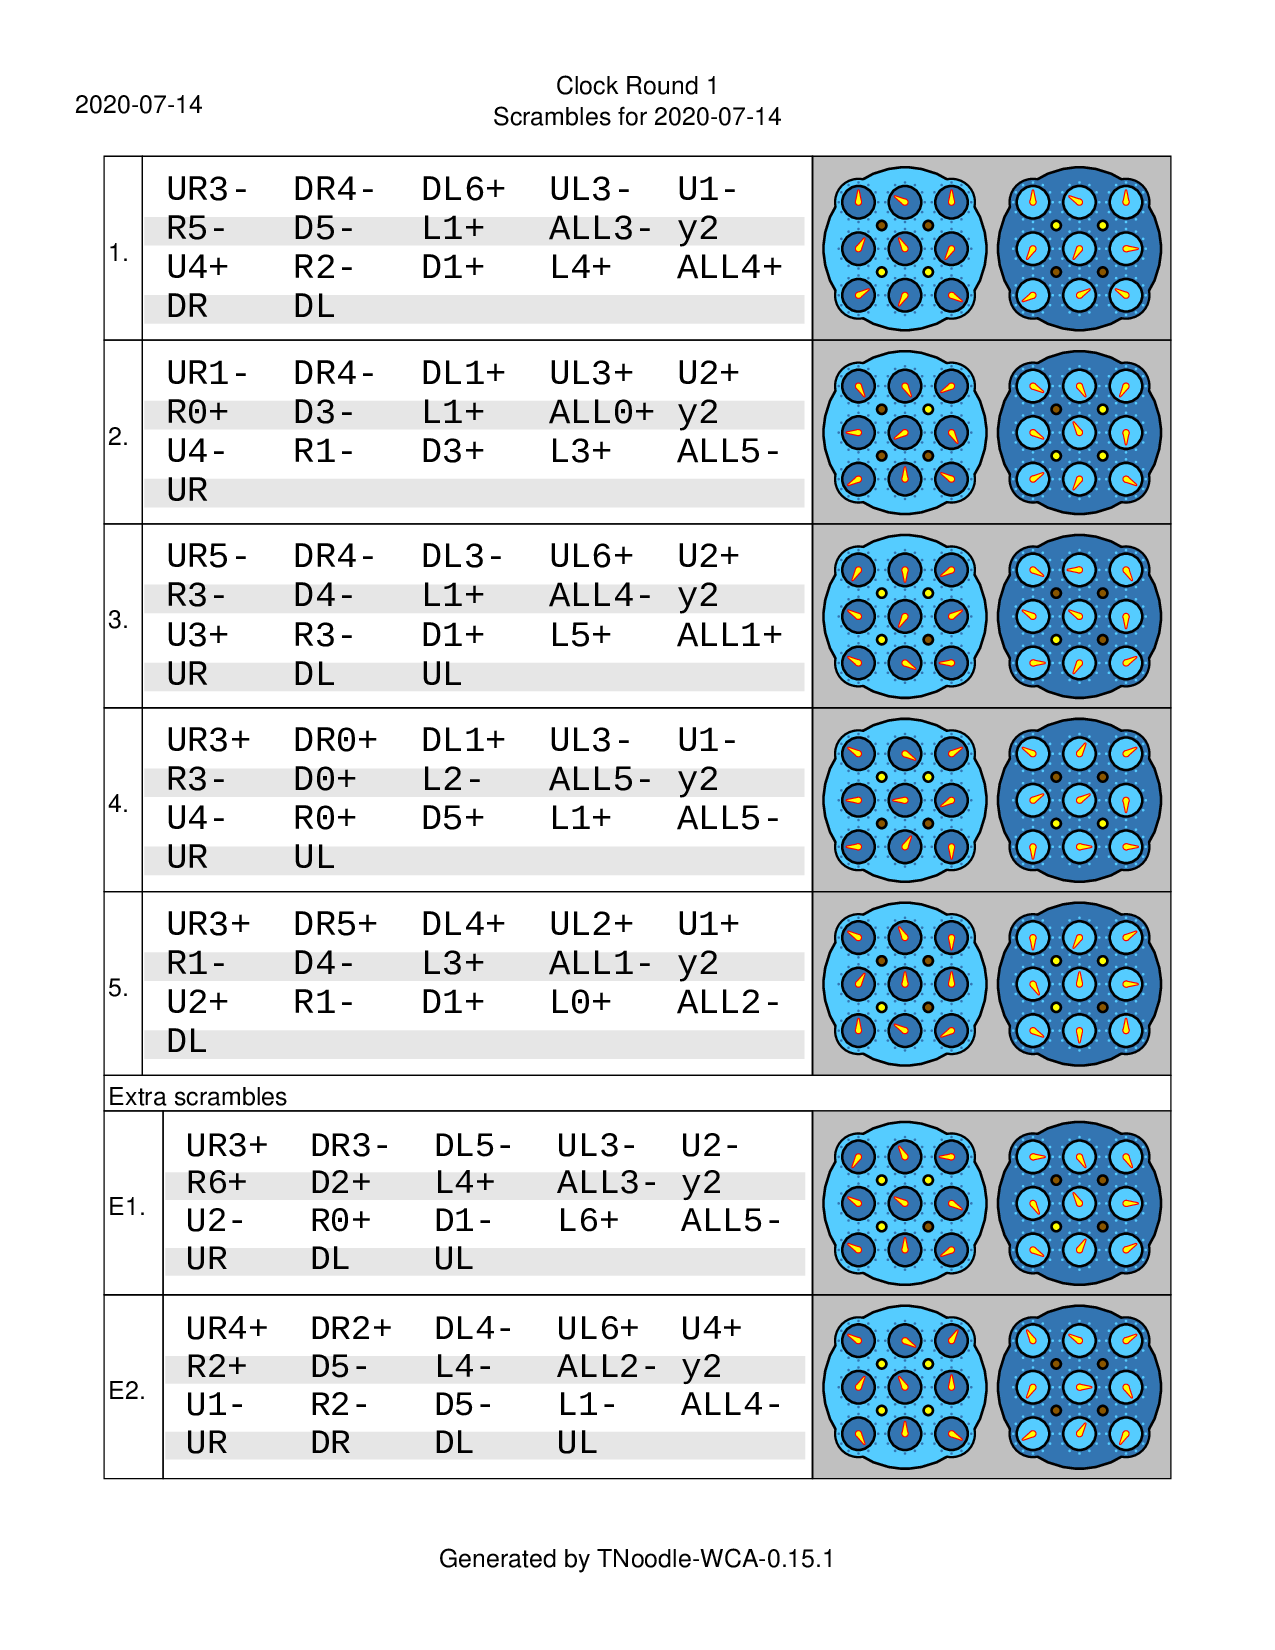 2020-07-14
Clock Round 1
Scrambles for 2020-07-14
1.
UR3- DR4- DL6+ UL3- U1-
R5- D5- L1+ ALL3- y2
U4+ R2- D1+ L4+ ALL4+
DR DL
2.
UR1- DR4- DL1+ UL3+ U2+
R0+ D3- L1+ ALL0+ y2
U4- R1- D3+ L3+ ALL5-
UR
3.
UR5- DR4- DL3- UL6+ U2+
R3- D4- L1+ ALL4- y2
U3+ R3- D1+ L5+ ALL1+
UR DL UL
4.
UR3+ DR0+ DL1+ UL3- U1-
R3- D0+ L2- ALL5- y2
U4- R0+ D5+ L1+ ALL5-
UR UL
5.
UR3+ DR5+ DL4+ UL2+ U1+
R1- D4- L3+ ALL1- y2
U2+ R1- D1+ L0+ ALL2-
DL
Extra scrambles
E1.
UR3+ DR3- DL5- UL3- U2-
R6+ D2+ L4+ ALL3- y2
U2- R0+ D1- L6+ ALL5-
UR DL UL
E2.
UR4+ DR2+ DL4- UL6+ U4+
R2+ D5- L4- ALL2- y2
U1- R2- D5- L1- ALL4-
UR DR DL UL
Generated by TNoodle-WCA-0.15.1